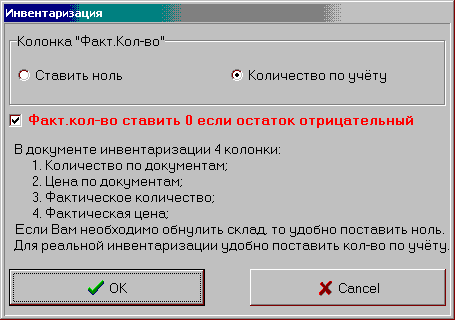 Инвентаризация
Колонка "Факт.Кол-во"
Ставить ноль
Количество по учёту
Факт.кол-во ставить 0 если остаток отрицательный
В документе инвентаризации 4 колонки:
1. Количество по документам;
2. Цена по документам;
3. Фактическое количество;
4. Фактическая цена;
Если Вам необходимо обнулить склад, то удобно поставить ноль.
Для реальной инвентаризации удобно поставить кол-во по учёту.
OK
Cancel